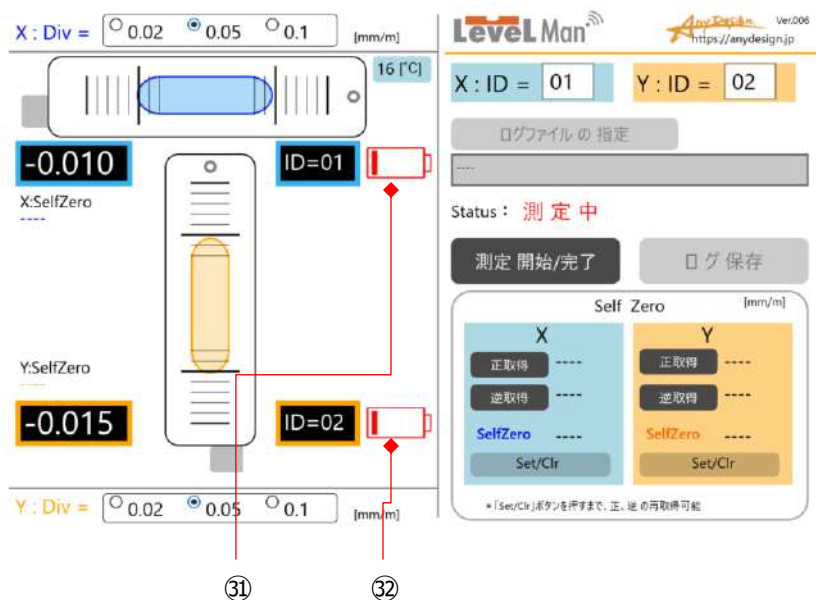 X : Div = 0.02 0.05 0.1 [mm/m]
16 [°C]
-0.010
ID=01
X:SelfZero
----
Y:SelfZero
----
-0.015
ID=02
Y : Div = 0.02 0.05 0.1 [mm/m]
㉛ ㉜
LeveL Man
AnyDesign Ver.006
https://anydesign.jp
X : ID = 01 Y : ID = 02
ログファイル の 指定
----
Status : 測 定 中
測定 開始/完了 ログ 保存
Self Zero [mm/m]
X Y
正取得 ---- 正取得 ----
逆取得 ---- 逆取得 ----
SelfZero ---- SelfZero ----
Set/Clr Set/Clr
*「Set/Clr」ボタンを押すまで、正、逆 の再取得可能